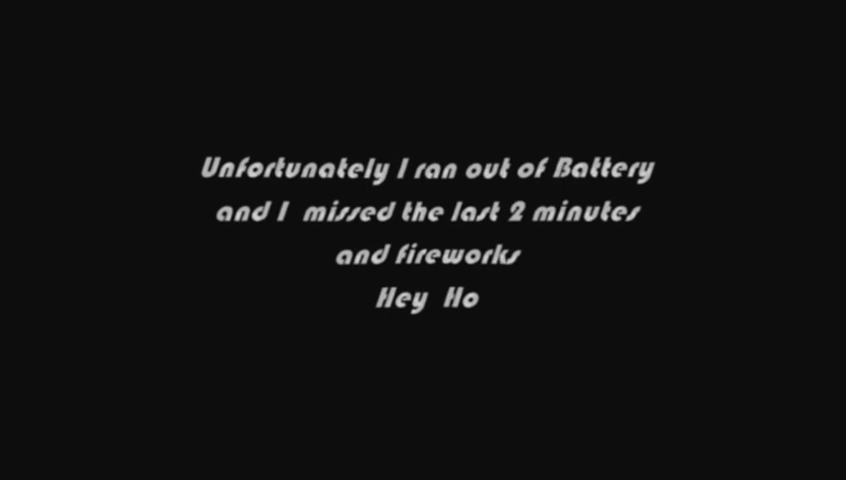 Unfortunately I ran out of Battery
and I missed the last 2 minutes
and fireworks
Hey Ho